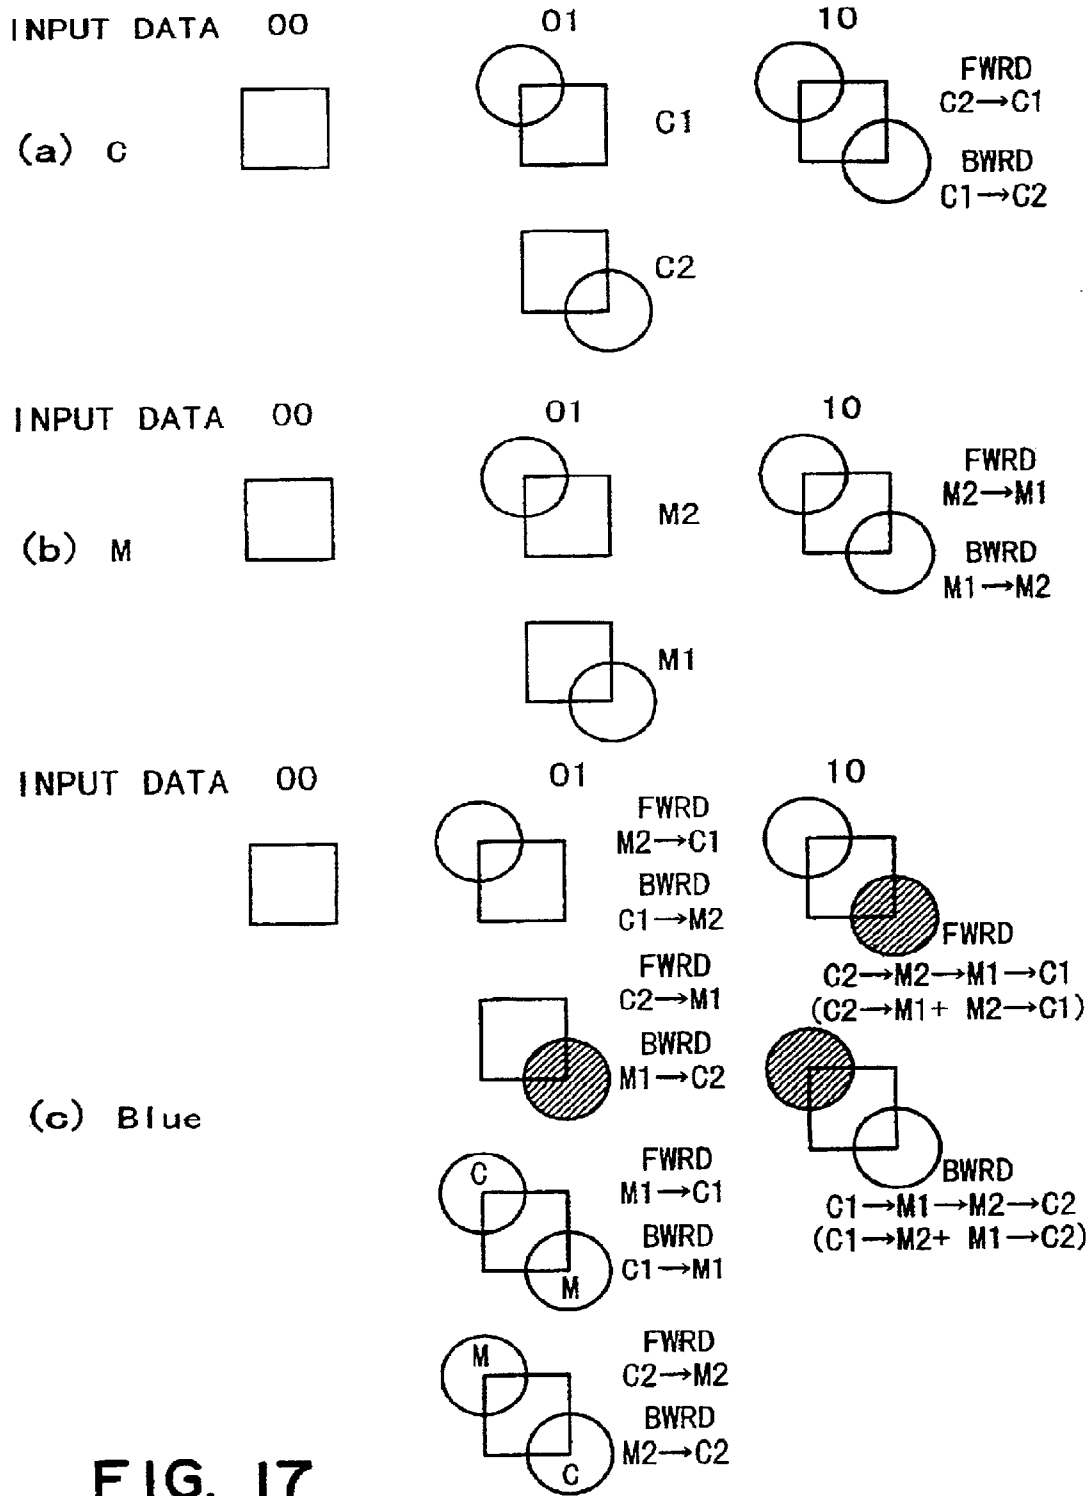 INPUT DATA 00 01 10
(a) C
C1
FWRD
C2→C1
BWRD
C1→C2
C2
INPUT DATA 00 01 10
(b) M
M2
FWRD
M2→M1
BWRD
M1→M2
M1
INPUT DATA 00 01 10
(c) Blue
FWRD
M2→C1
BWRD
C1→M2
FWRD
C2→M1
BWRD
M1→C2
C
M
FWRD
M1→C1
BWRD
C1→M1
M
C
FWRD
C2→M2
BWRD
M2→C2
FWRD
C2→M2→M1→C1
(C2→M1+ M2→C1)
BWRD
C1→M1→M2→C2
(C1→M2+ M1→C2)
FIG. 17